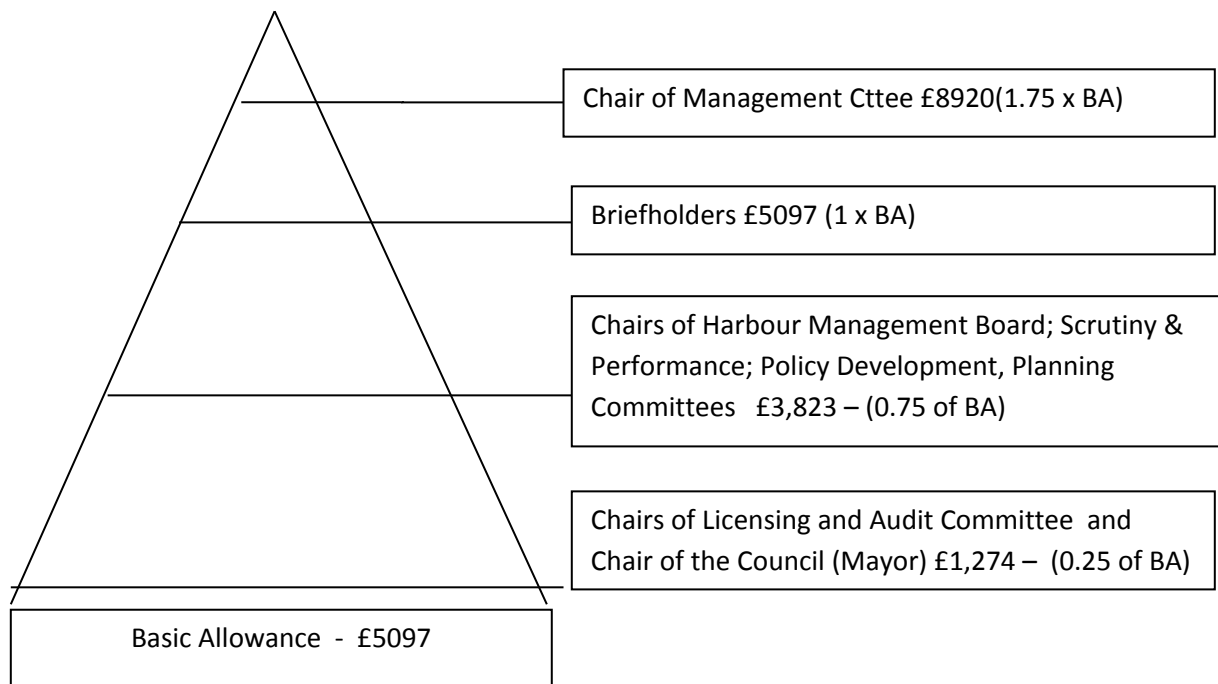 Chair of Management Cttee £8920(1.75 x BA)
Briefholders £5097 (1 x BA)
Chairs of Harbour Management Board; Scrutiny &
Performance; Policy Development, Planning
Committees £3,823 – (0.75 of BA)
Chairs of Licensing and Audit Committee and
Chair of the Council (Mayor) £1,274 – (0.25 of BA)
Basic Allowance - £5097